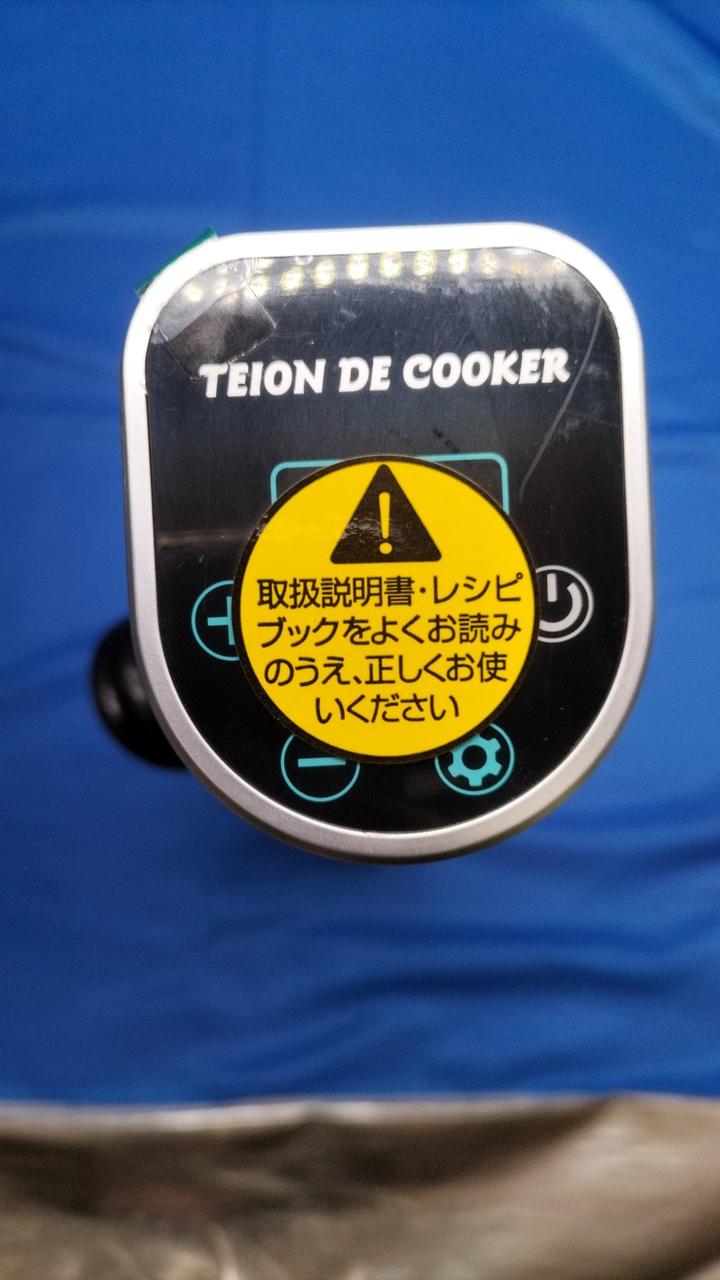 TEION DE COOKER
取扱説明書・レシピ
ブックをよくお読み
のうえ、正しくお使
いください